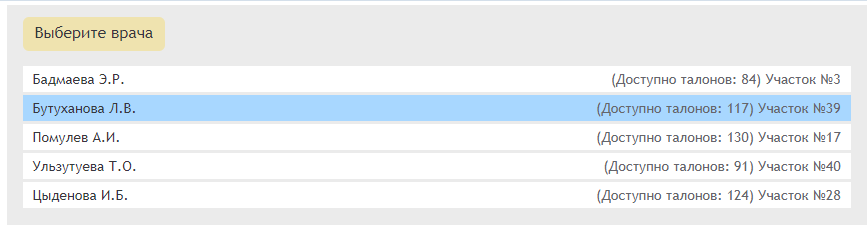 Выберите врача
Бадмаева Э.Р. (Доступно талонов: 84) Участок №3
Бутуханова Л.В. (Доступно талонов: 117) Участок №39
Помулев А.И. (Доступно талонов: 130) Участок №17
Ульзутуева Т.О. (Доступно талонов: 91) Участок №40
Цыденова И.Б. (Доступно талонов: 124) Участок №28